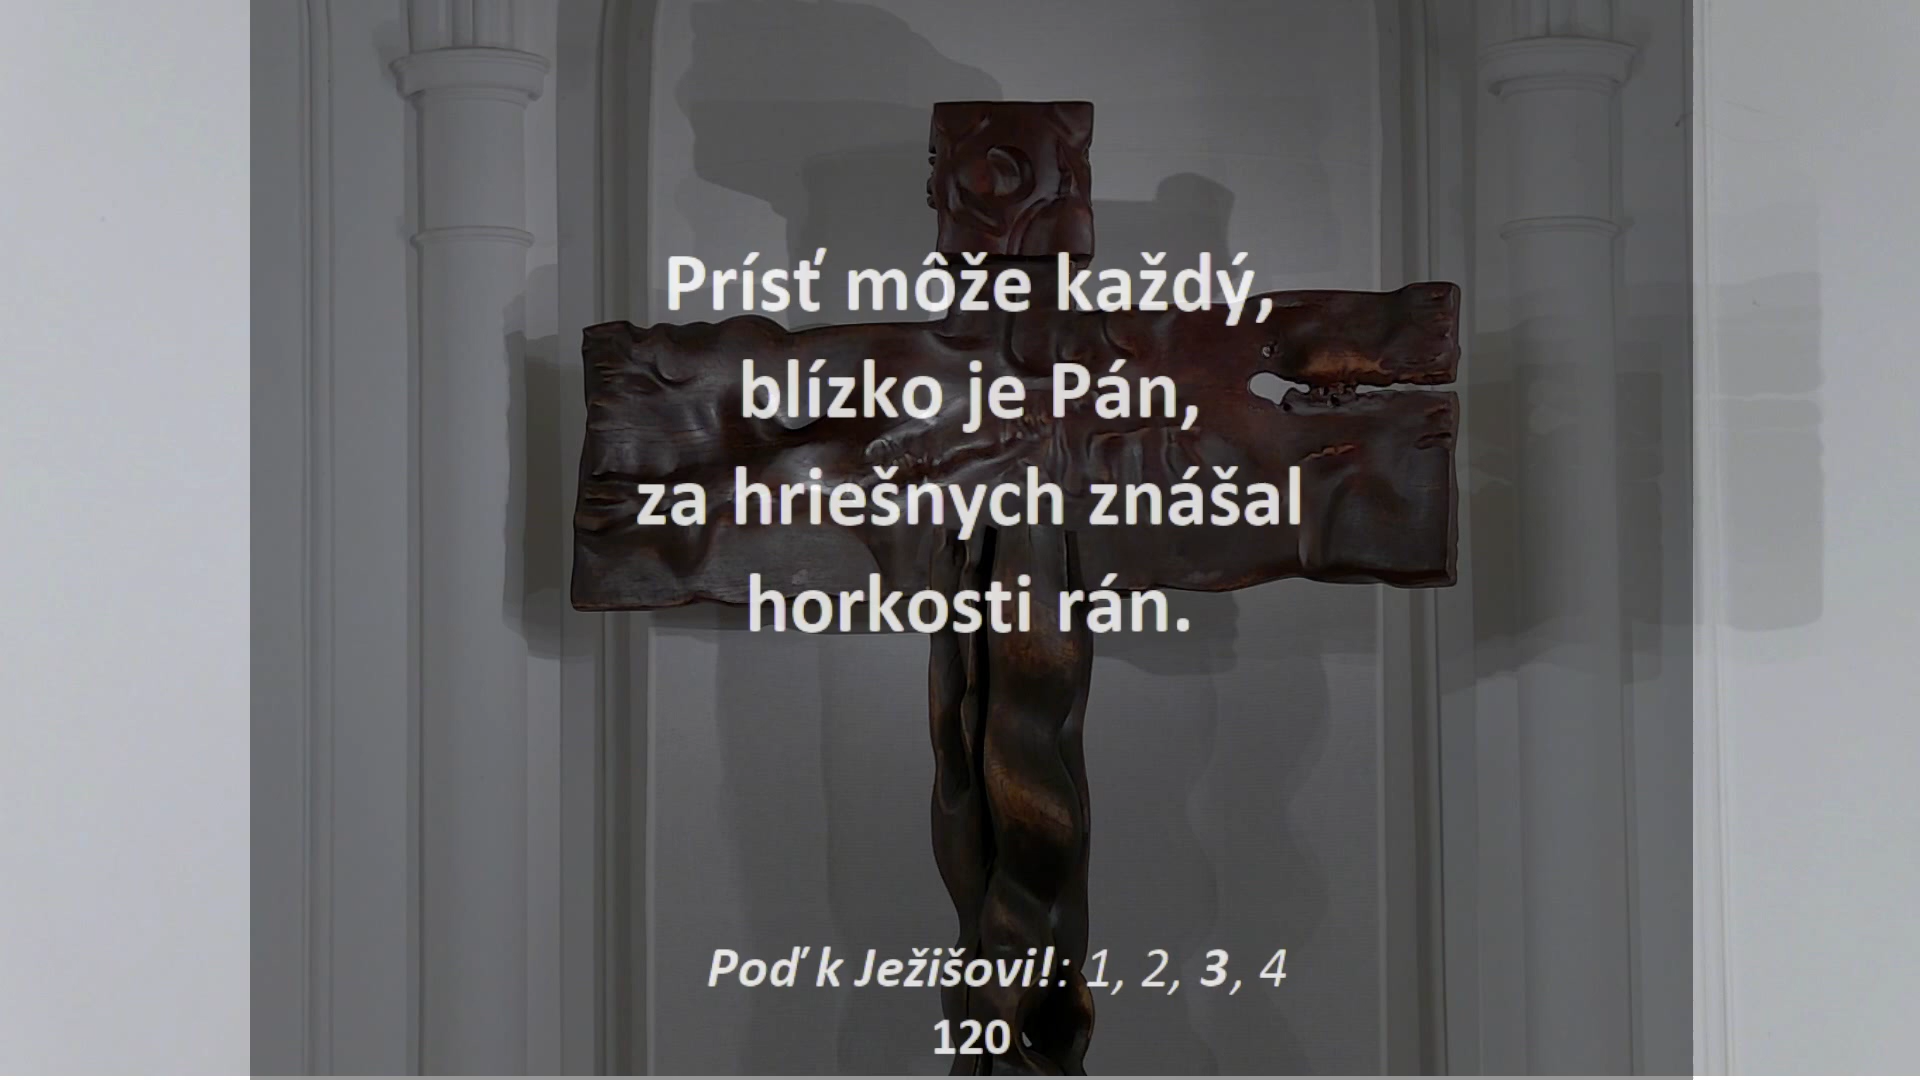 Prísť môže každý,
blízko je Pán,
za hriešnych znášal
horkosti rán.
Poď k Ježišovi!: 1, 2, 3, 4
120